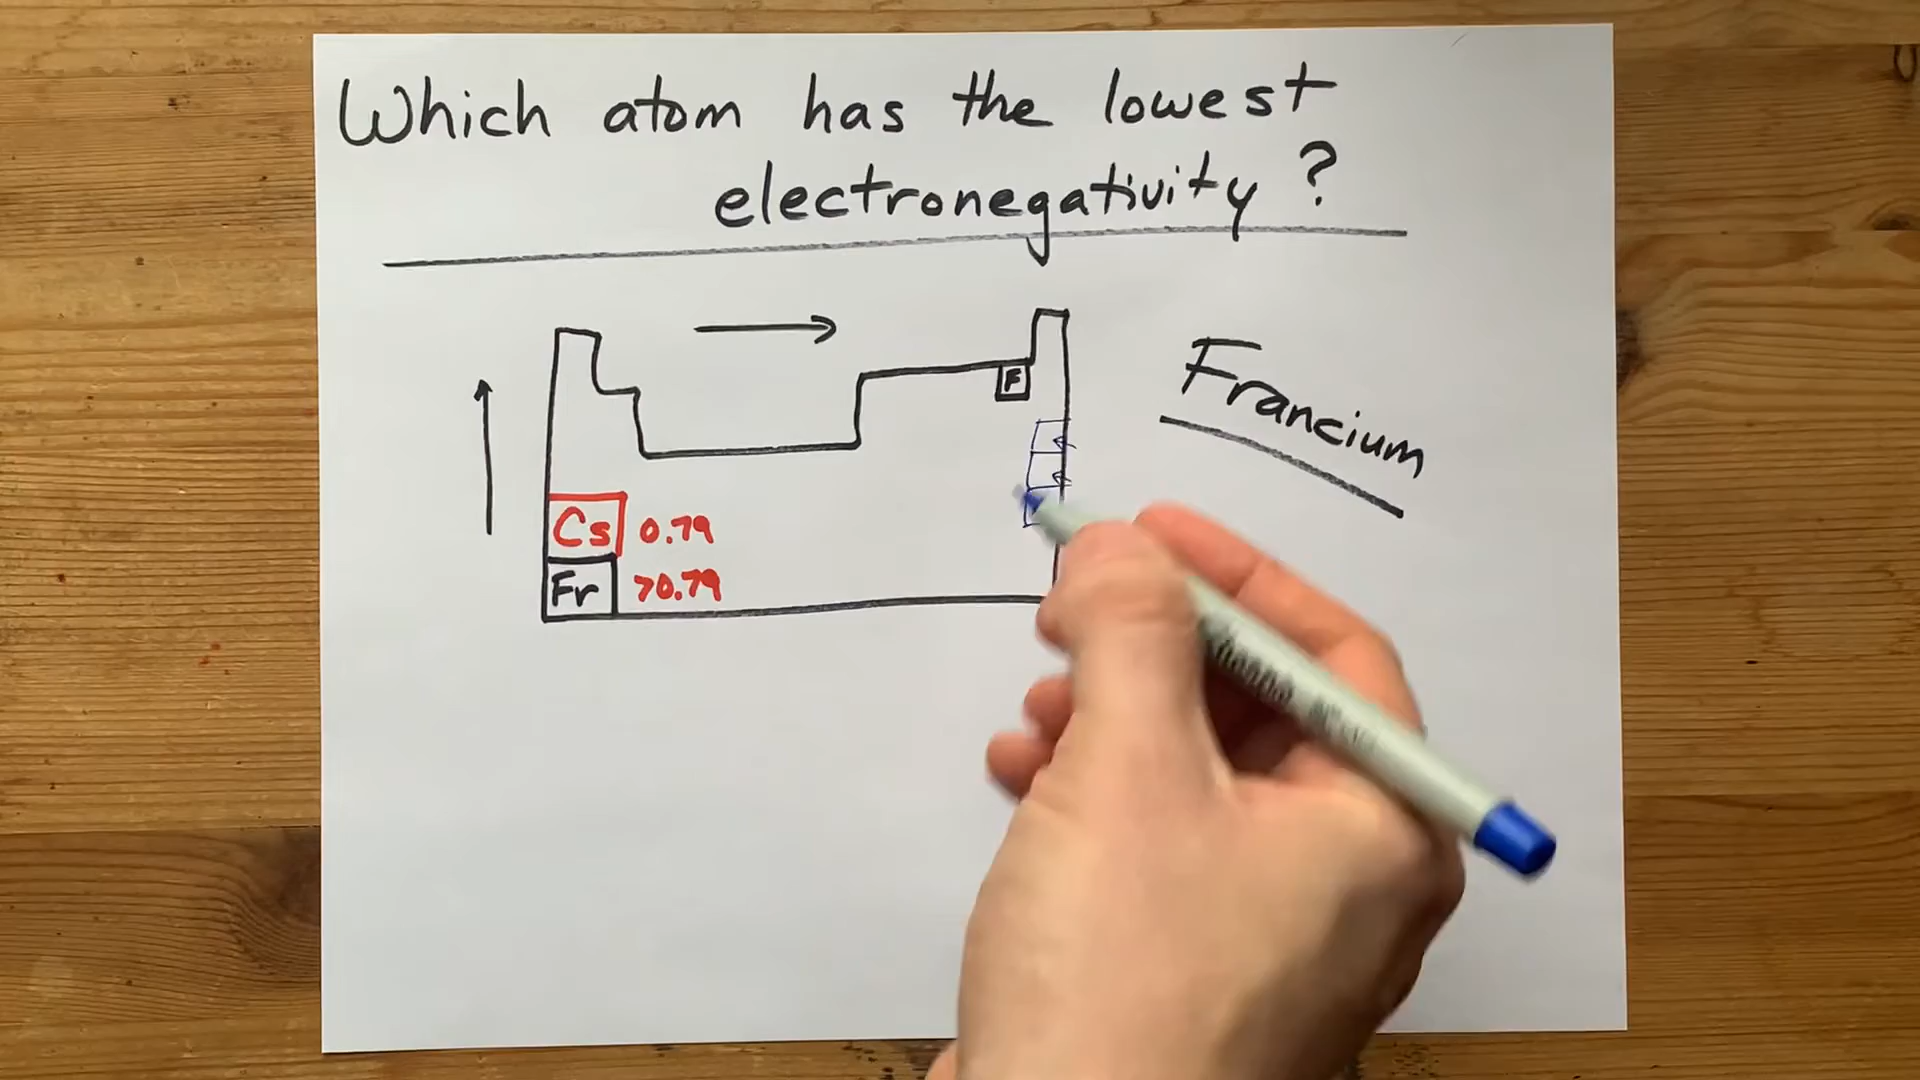 Which atom has the lowest
electronegativity ?
F
Francium
Cs 0.79
Fr >0.79